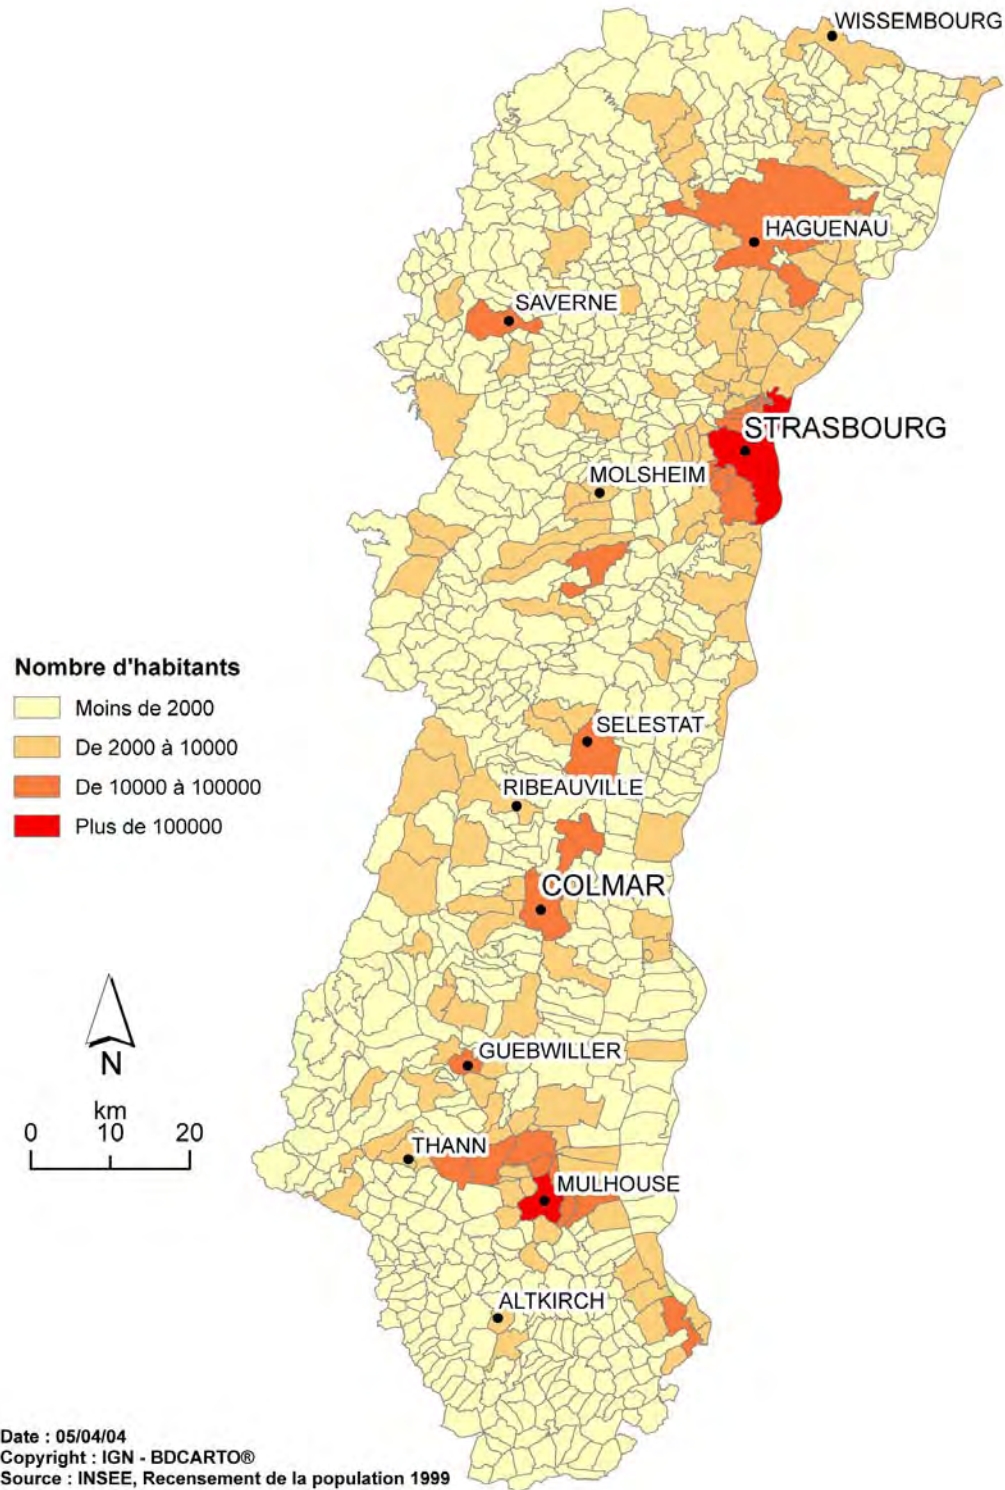 WISSEMBOURG
HAGUENAU
SAVERNE
STRASBOURG
MOLSHEIM
Nombre d'habitants
Moins de 2000
De 2000 à 10000
De 10000 à 100000
Plus de 100000
SELESTAT
RIBEAUVILLE
COLMAR
N
km
0 10 20
GUEBWILLER
THANN
MULHOUSE
ALTKIRCH
Date : 05/04/04
Copyright : IGN - BDCARTO®
Source : INSEE, Recensement de la population 1999